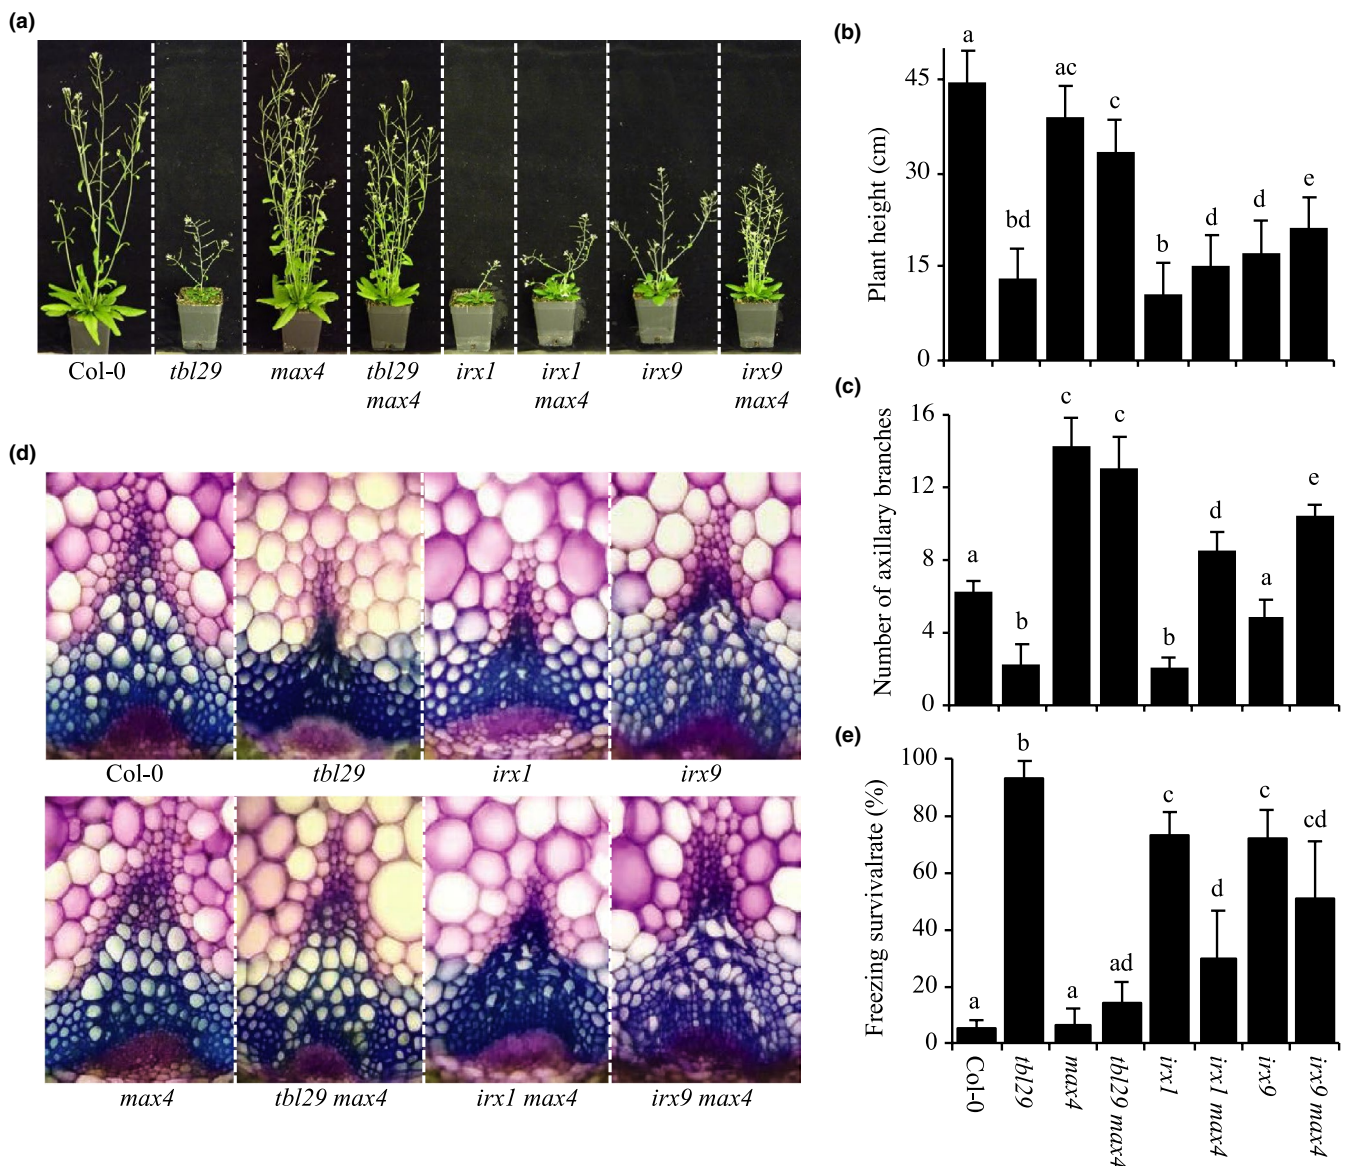 (a)
Col-0
tbl29
max4
tbl29
max4
irx1
irx1
max4
irx9
irx9
max4
(b)
Plant height (cm)
45
30
15
0
a
bd
ac
c
b
d
d
e
(c)
Number of axillary branches
16
12
8
4
0
a
b
c
c
b
d
a
e
(d)
Col-0
tbl29
irx1
irx9
max4
tbl29 max4
irx1 max4
irx9 max4
(e)
Freezing survivalrate (%)
100
80
60
40
20
0
a
b
a
ad
c
d
c
cd
Col-0
tbl29
max4
tbl29 max4
irx1
irx1 max4
irx9
irx9 max4